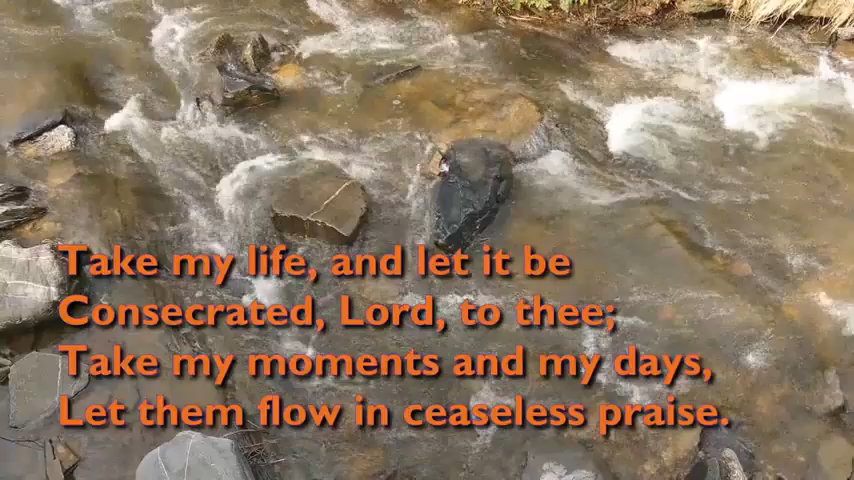 Take my life, and let it be
Consecrated, Lord, to thee;
Take my moments and my days,
Let them flow in ceaseless praise.